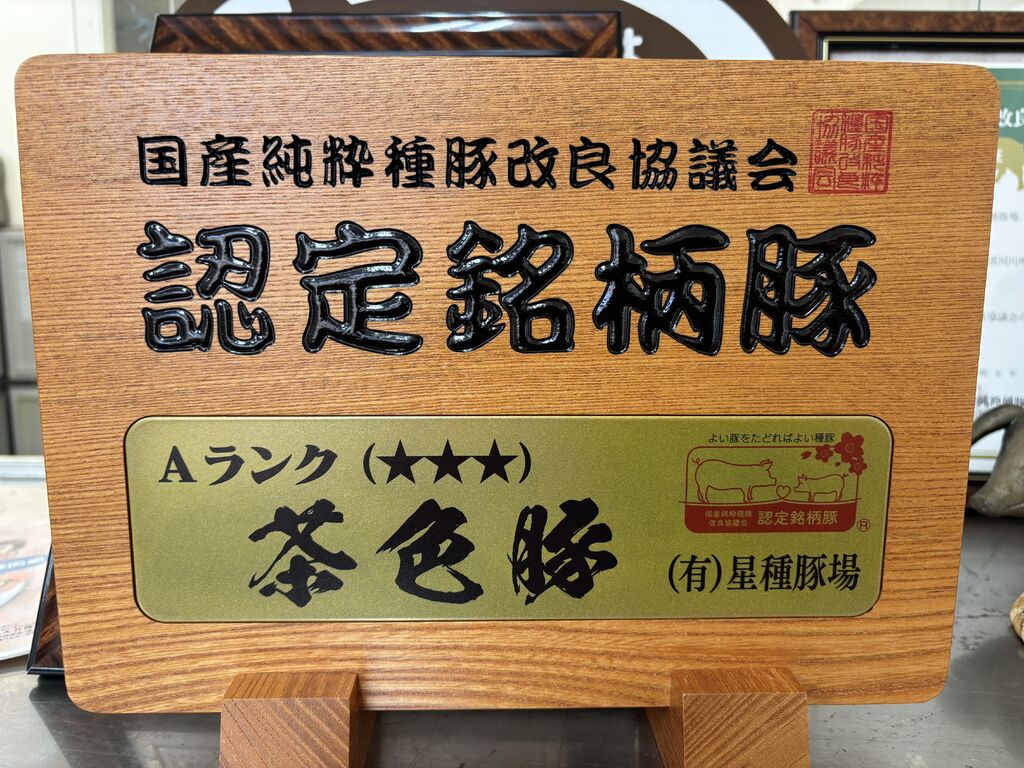 国産純粋種豚改良協議会
認定銘柄豚
Aランク (★★★)
茶色豚
よい豚をたどればよい種豚
国産純粋種豚
改良協議会
認定銘柄豚
®
(有)星種豚場